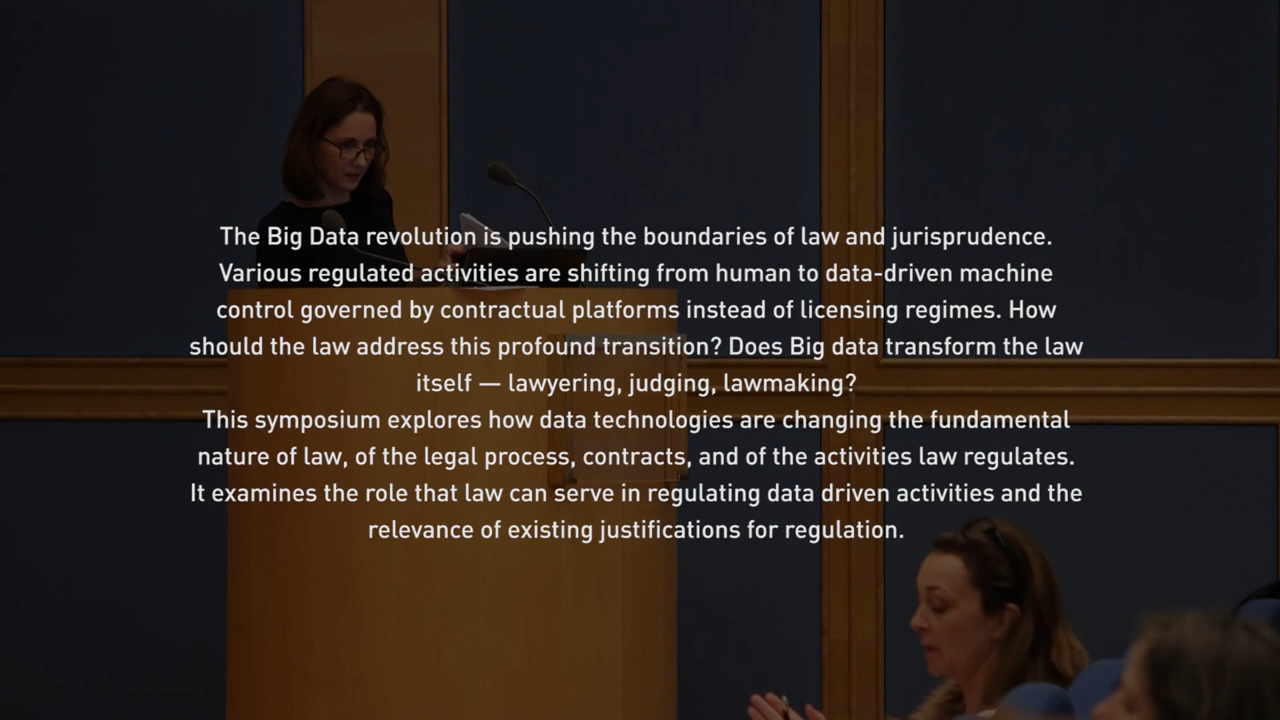 The Big Data revolution is pushing the boundaries of law and jurisprudence.
Various regulated activities are shifting from human to data-driven machine
control governed by contractual platforms instead of licensing regimes. How
should the law address this profound transition? Does Big data transform the law
itself — lawyering, judging, lawmaking?
This symposium explores how data technologies are changing the fundamental
nature of law, of the legal process, contracts, and of the activities law regulates.
It examines the role that law can serve in regulating data driven activities and the
relevance of existing justifications for regulation.